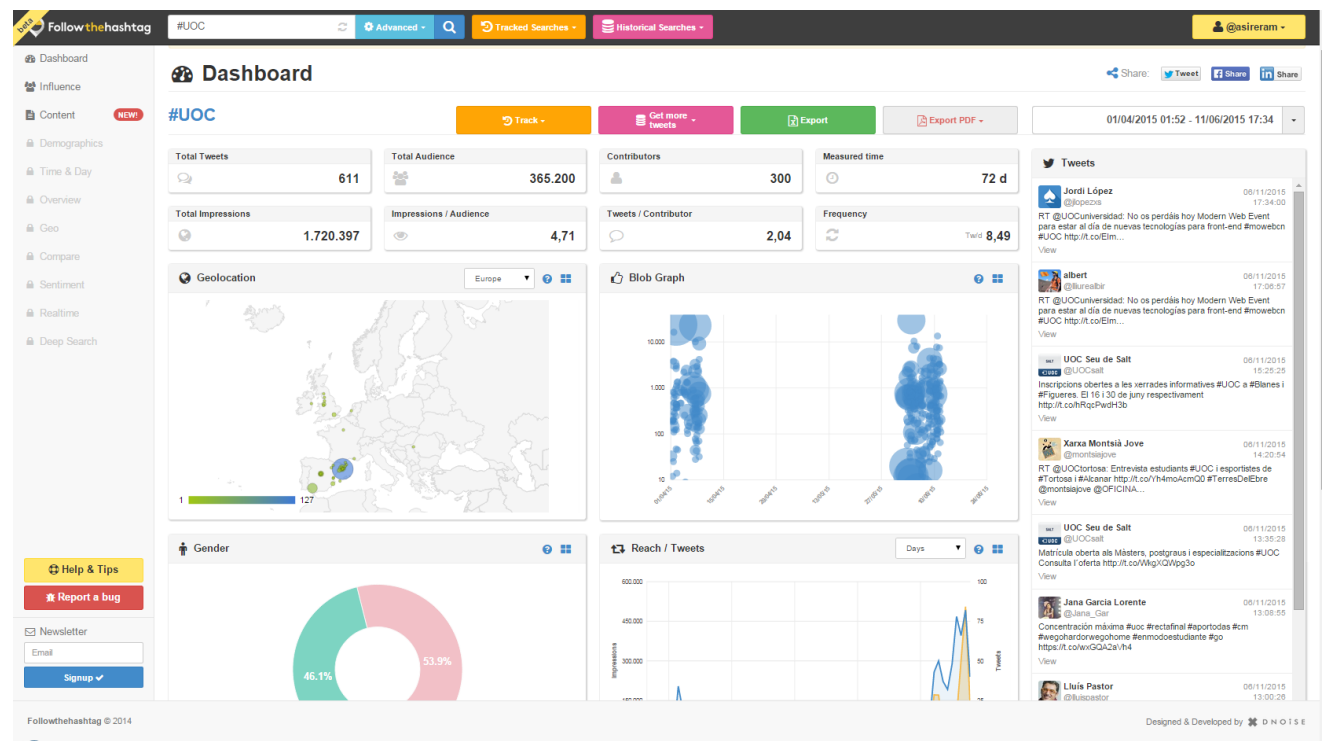 beta
Followthehashtag
#UOC
Advanced
Tracked Searches
Historical Searches
@asireram
Dashboard
Influence
Content NEW!
Demographics
Time & Day
Overview
Geo
Compare
Sentiment
Realtime
Deep Search
Help & Tips
Report a bug
Newsletter
Email
Signup
Dashboard
Share: Tweet Share Share
#UOC
Track
Get more
tweets
Export
Export PDF
01/04/2015 01:52 - 11/06/2015 17:34
Total Tweets
611
Total Audience
365.200
Contributors
300
Measured time
72 d
Total Impressions
1.720.397
Impressions / Audience
4,71
Tweets / Contributor
2,04
Frequency
Tw/d 8,49
Geolocation
Europe
1
127
Blob Graph
10.000
1.000
100
10
01/04/15
Gender
46.1%
53.9%
Reach / Tweets
Days
600.000
450.000
300.000
Impressions
100
75
50
Tweets
Tweets
Jordi López 06/11/2015
@jlopezxs 17:34:00
RT @UOCuniversidad: No os perdáis hoy Modern Web Event
para estar al día de nuevas tecnologías para front-end #mowebcn
#UOC http://t.co/Elm...
View
albert 06/11/2015
@lliurealbir 17:06:57
RT @UOCuniversidad: No os perdáis hoy Modern Web Event
para estar al día de nuevas tecnologías para front-end #mowebcn
#UOC http://t.co/Elm...
View
UOC Seu de Salt 06/11/2015
@UOCsalt 15:25:25
Inscripcions obertes a les xerrades informatives #UOC a #Blanes i
#Figueres. El 16 i 30 de juny respectivament
http://t.co/hRqcPwdH3b
View
Xarxa Montsià Jove 06/11/2015
@montsiajove 14:20:54
RT @UOCtortosa: Entrevista estudiants #UOC i esportistes de
#Tortosa i #Alcanar http://t.co/Yh4moAcmQ0 #TerresDelEbre
@montsiajove @OFICINA...
View
UOC Seu de Salt 06/11/2015
@UOCsalt 13:35:28
Matrícula oberta als Màsters, postgraus i especialitzacions #UOC
Consulta l´oferta http://t.co/WkgXQWpg3o
View
Jana Garcia Lorente 06/11/2015
@Jana_Gar 13:08:55
Concentración máxima #uoc #rectafinal #aportodas #cm
#wegohardorwegohome #enmodoestudiante #go
https://t.co/wxGQA2aVh4
View
Lluís Pastor 06/11/2015
@lluispastor 13:00:26
Followthehashtag © 2014
Designed & Developed by DNOISE